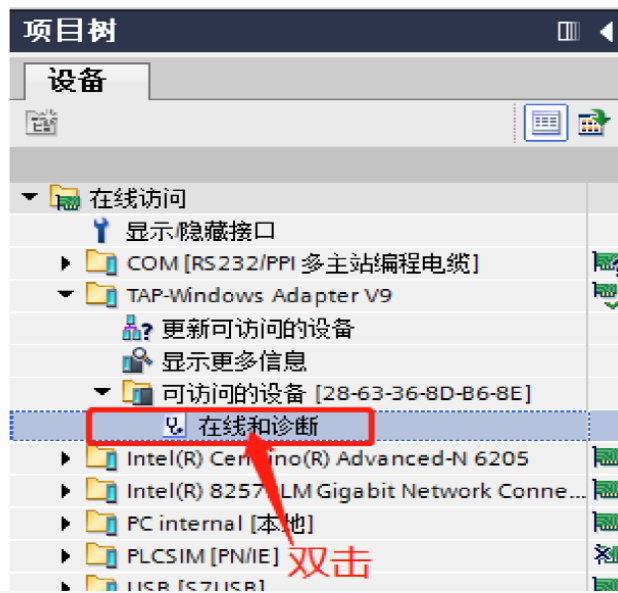 项目树
设备
在线访问
显示/隐藏接口
COM [RS232/PPI 多主站编程电缆]
TAP-Windows Adapter V9
更新可访问的设备
显示更多信息
可访问的设备 [28-63-36-8D-B6-8E]
在线和诊断
Intel(R) Cen ino(R) Advanced-N 6205
Intel(R) 8257 LM Gigabit Network Conne...
PC internal [本地]
PLCSIM [PN/IE]
双击
USB [S7USB]